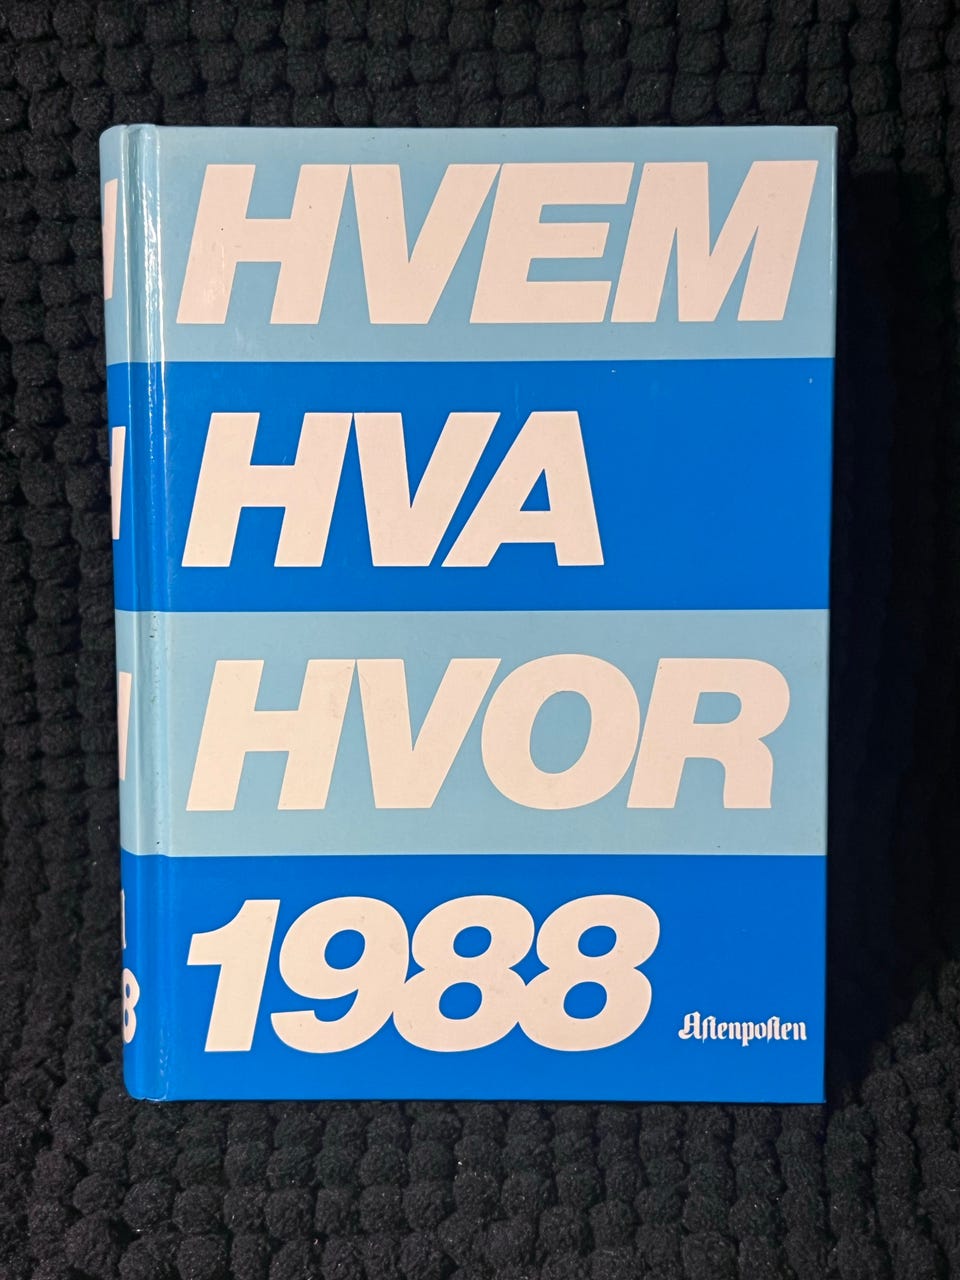 HVEM
HVA
HVOR
1988
Aftenposten